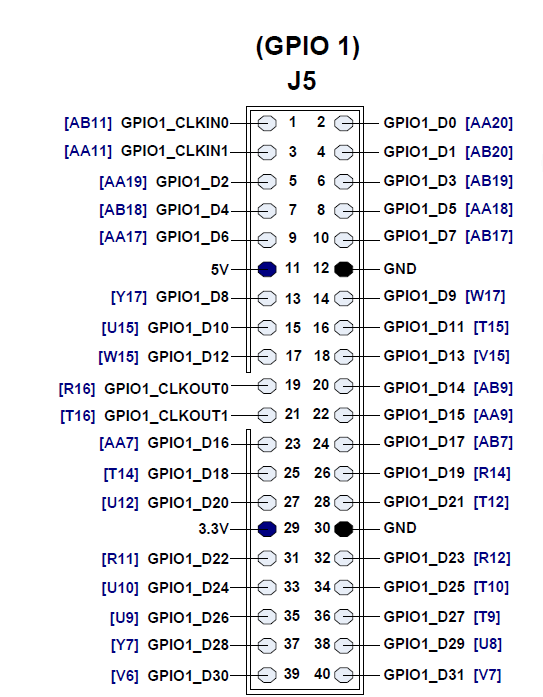 (GPIO 1)
J5
[AB11] GPIO1_CLKIN0 1 2 GPIO1_D0 [AA20]
[AA11] GPIO1_CLKIN1 3 4 GPIO1_D1 [AB20]
[AA19] GPIO1_D2 5 6 GPIO1_D3 [AB19]
[AB18] GPIO1_D4 7 8 GPIO1_D5 [AA18]
[AA17] GPIO1_D6 9 10 GPIO1_D7 [AB17]
5V 11 12 GND
[Y17] GPIO1_D8 13 14 GPIO1_D9 [W17]
[U15] GPIO1_D10 15 16 GPIO1_D11 [T15]
[W15] GPIO1_D12 17 18 GPIO1_D13 [V15]
[R16] GPIO1_CLKOUT0 19 20 GPIO1_D14 [AB9]
[T16] GPIO1_CLKOUT1 21 22 GPIO1_D15 [AA9]
[AA7] GPIO1_D16 23 24 GPIO1_D17 [AB7]
[T14] GPIO1_D18 25 26 GPIO1_D19 [R14]
[U12] GPIO1_D20 27 28 GPIO1_D21 [T12]
3.3V 29 30 GND
[R11] GPIO1_D22 31 32 GPIO1_D23 [R12]
[U10] GPIO1_D24 33 34 GPIO1_D25 [T10]
[U9] GPIO1_D26 35 36 GPIO1_D27 [T9]
[Y7] GPIO1_D28 37 38 GPIO1_D29 [U8]
[V6] GPIO1_D30 39 40 GPIO1_D31 [V7]